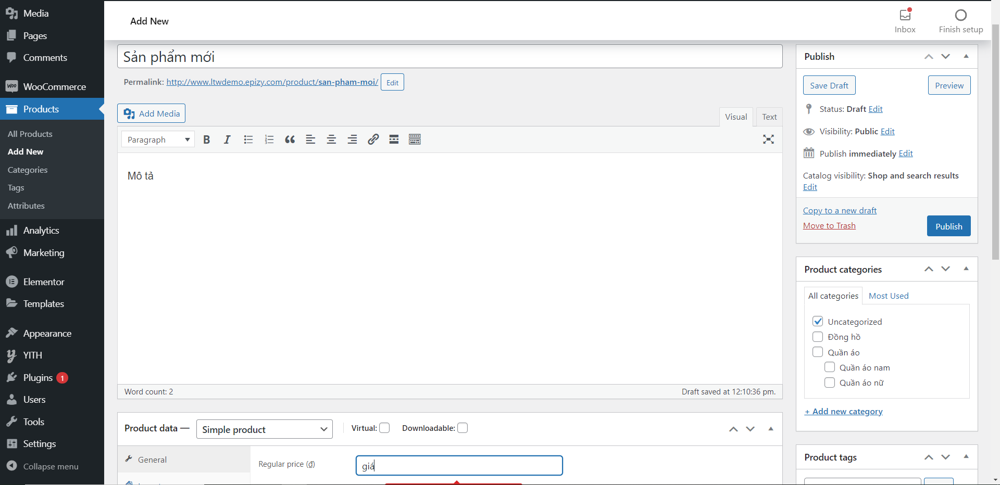 Media
Pages
Comments
WooCommerce
Products
All Products
Add New
Categories
Tags
Attributes
Analytics
Marketing
Elementor
Templates
Appearance
YITH
Plugins 1
Users
Tools
Settings
Collapse menu
Add New
Inbox
Finish setup
Sản phẩm mới
Permalink: http://www.ltwdemo.epizy.com/product/san-pham-moi/ Edit
Add Media
Visual Text
Paragraph
Mô tả
Word count: 2
Draft saved at 12:10:36 pm.
Product data — Simple product Virtual: Downloadable:
General
Regular price (₫) giá
Publish
Save Draft Preview
Status: Draft Edit
Visibility: Public Edit
Publish immediately Edit
Catalog visibility: Shop and search results
Edit
Copy to a new draft
Move to Trash
Publish
Product categories
All categories Most Used
Uncategorized
Đồng hồ
Quần áo
Quần áo nam
Quần áo nữ
+ Add new category
Product tags